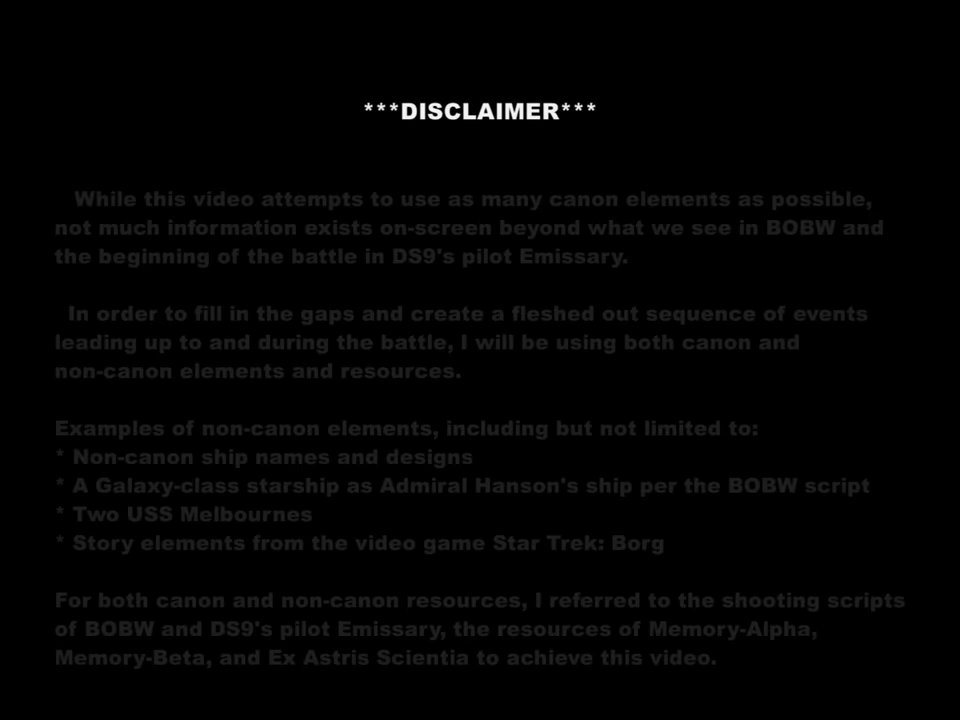 ***DISCLAIMER***
While this video attempts to use as many canon elements as possible,
not much information exists on-screen beyond what we see in BOBW and
the beginning of the battle in DS9's pilot Emissary.
In order to fill in the gaps and create a fleshed out sequence of events
leading up to and during the battle, I will be using both canon and
non-canon elements and resources.
Examples of non-canon elements, including but not limited to:
* Non-canon ship names and designs
* A Galaxy-class starship as Admiral Hanson's ship per the BOBW script
* Two USS Melbournes
* Story elements from the video game Star Trek: Borg
For both canon and non-canon resources, I referred to the shooting scripts
of BOBW and DS9's pilot Emissary, the resources of Memory-Alpha,
Memory-Beta, and Ex Astris Scientia to achieve this video.